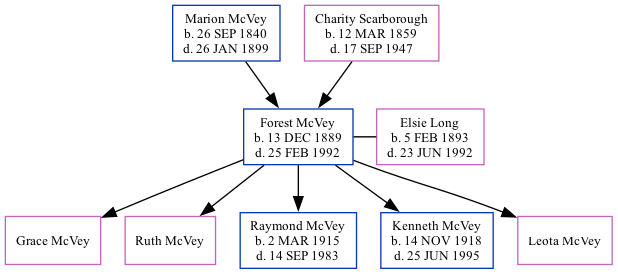 Marion McVey
b. 26 SEP 1840
d. 26 JAN 1899
Charity Scarborough
b. 12 MAR 1859
d. 17 SEP 1947
Forest McVey
b. 13 DEC 1889
d. 25 FEB 1992
Elsie Long
b. 5 FEB 1893
d. 23 JUN 1992
Grace McVey
Ruth McVey
Raymond McVey
b. 2 MAR 1915
d. 14 SEP 1983
Kenneth McVey
b. 14 NOV 1918
d. 25 JUN 1995
Leota McVey